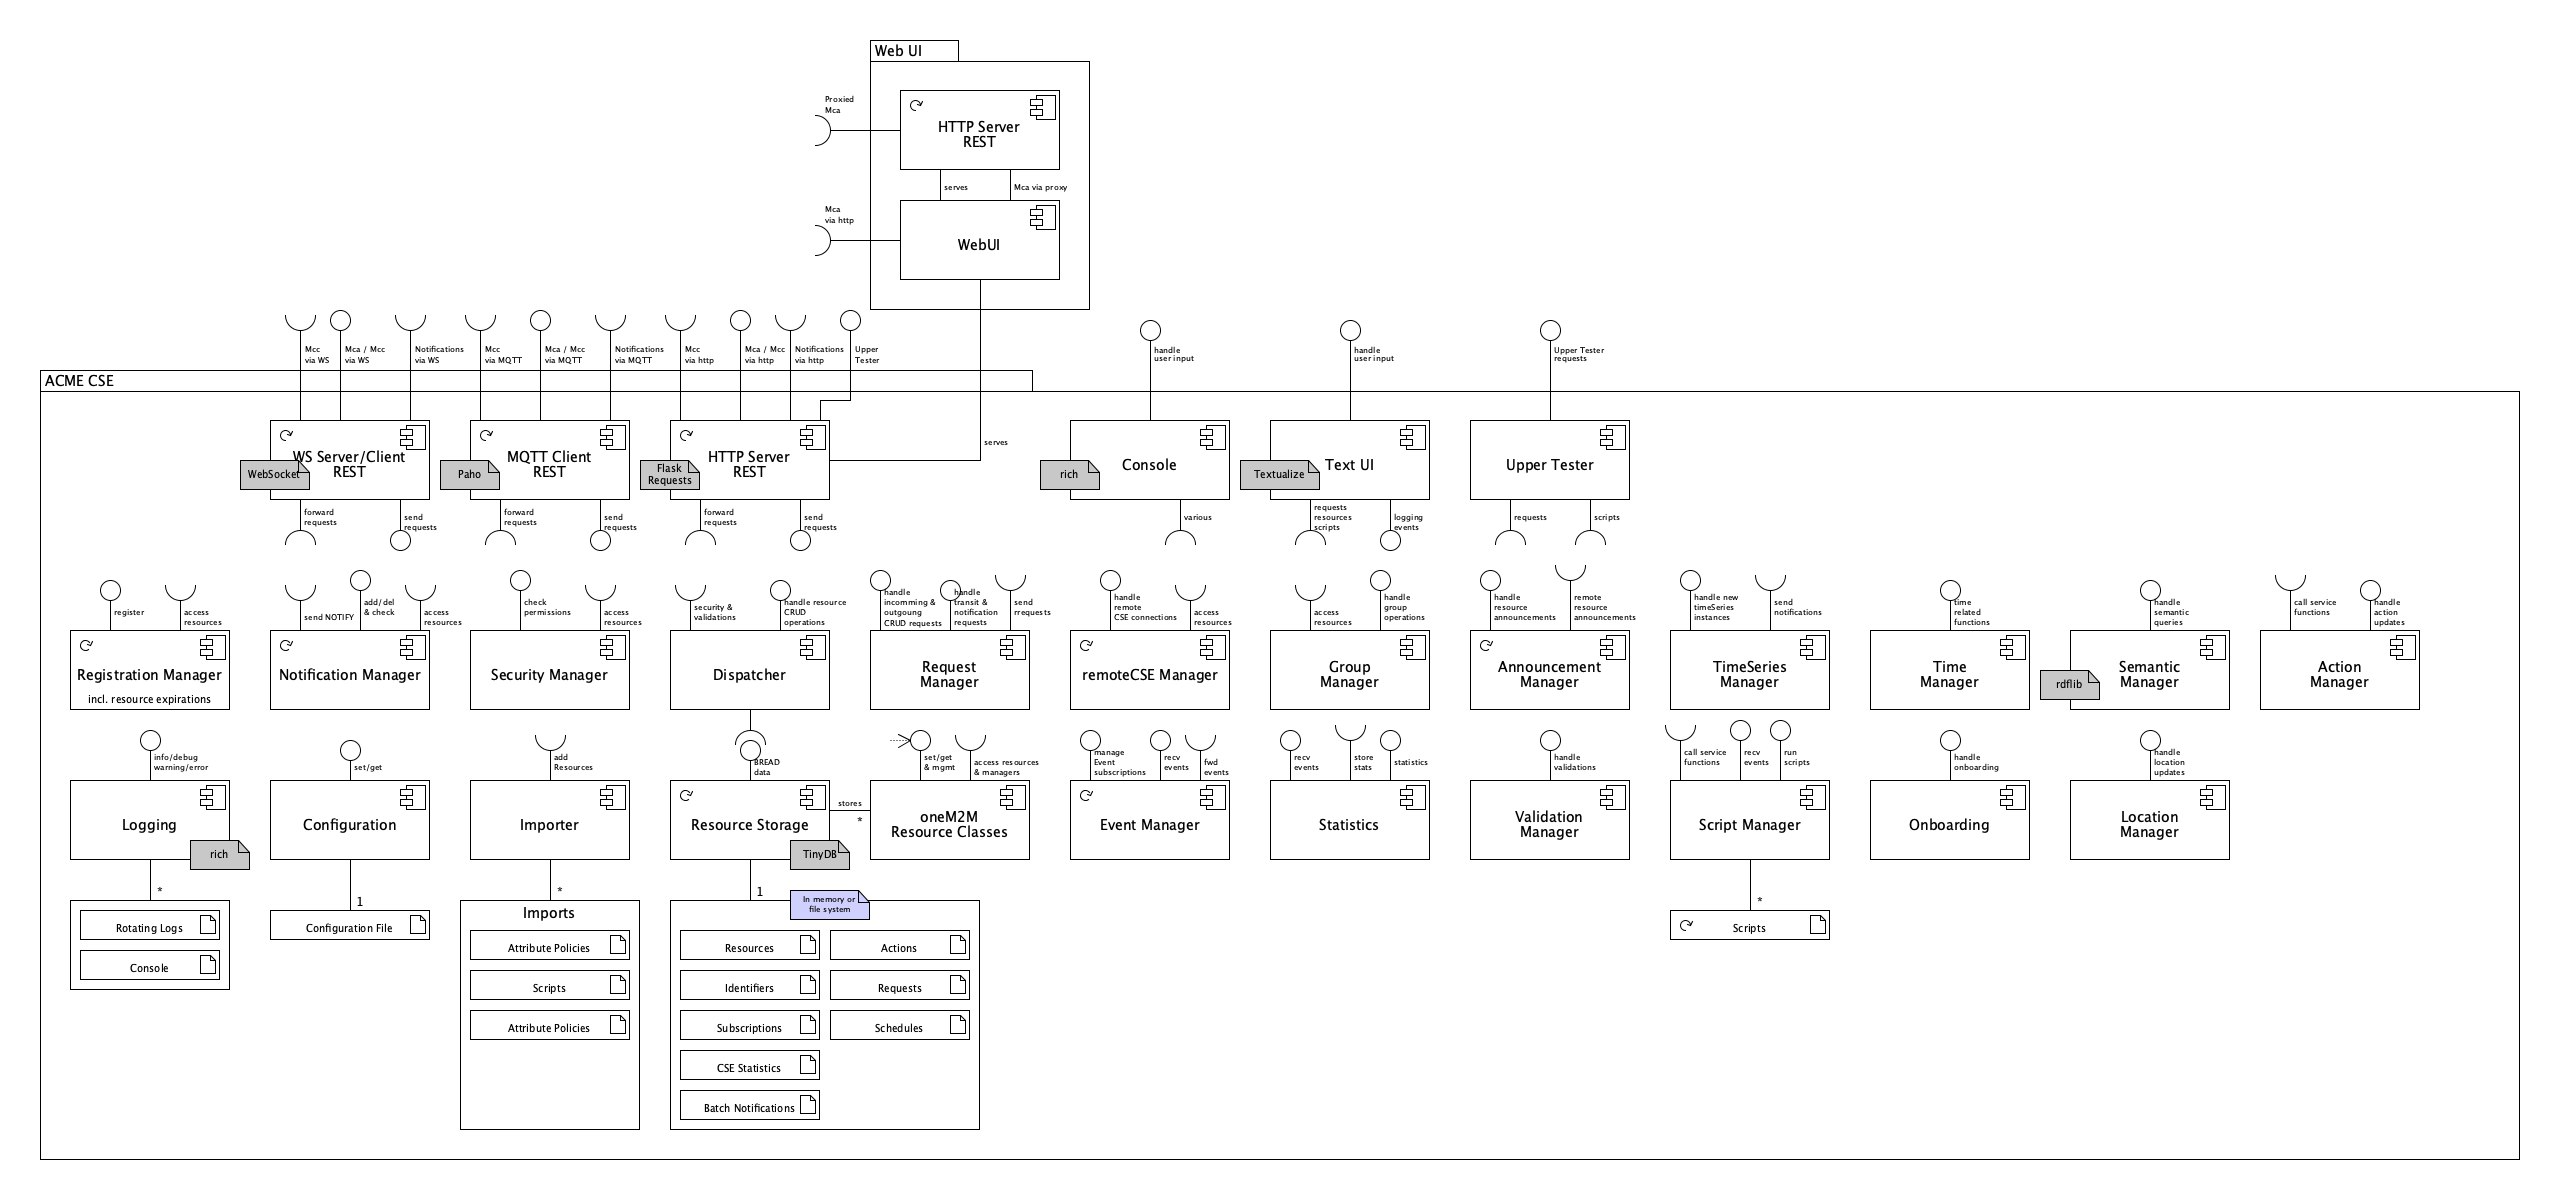 Web UI
Proxied
Mca
HTTP Server
REST
serves
Mca via proxy
Mca
via http
WebUI
Mcc
via WS
Mca / Mcc
via WS
Notifications
via WS
Mcc
via MQTT
Mca / Mcc
via MQTT
Notifications
via MQTT
Mcc
via http
Mca / Mcc
via http
Notifications
via http
Upper
Tester
handle
user input
handle
user input
Upper Tester
requests
ACME CSE
WS Server/Client
REST
WebSocket
MQTT Client
REST
Paho
HTTP Server
REST
Flask
Requests
serves
Console
rich
Text UI
Textualize
Upper Tester
forward
requests
send
requests
forward
requests
send
requests
forward
requests
send
requests
various
requests
resources
scripts
logging
events
requests
scripts
register
access
resources
send NOTIFY
add/del
& check
access
resources
check
permissions
access
resources
security &
validations
handle resource
CRUD
operations
handle
incomming &
outgoung
CRUD requests
handle
transit &
notification
requests
send
rrequests
handle
remote
CSE connections
access
resources
access
resources
handle
group
operations
handle
resource
announcements
remote
resource
announcements
handle new
timeSeries
instances
send
notifications
time
related
functions
handle
semantic
queries
call service
functions
handle
action
updates
Registration Manager
incl. resource expirations
Notification Manager
Security Manager
Dispatcher
Request
Manager
remoteCSE Manager
Group
Manager
Announcement
Manager
TimeSeries
Manager
Time
Manager
Semantic
Manager
rdflib
Action
Manager
info/debug
warning/error
set/get
add
Resources
BREAD
data
set/get
& mgmt
access resources
& managers
manage
Event
subscriptions
recv
events
fwd
events
recv
events
store
stats
statistics
handle
validations
call service
functions
recv
events
run
scripts
handle
onboarding
handle
location
updates
Logging
rich
Configuration
Importer
Resource Storage
TinyDB
stores
*
oneM2M
Resource Classes
Event Manager
Statistics
Validation
Manager
Script Manager
Onboarding
Location
Manager
*
1
*
1
*
Rotating Logs
Console
Configuration File
Imports
Attribute Policies
Scripts
Attribute Policies
In memory or
file system
Resources
Actions
Identifiers
Requests
Subscriptions
Schedules
CSE Statistics
Batch Notifications
Scripts